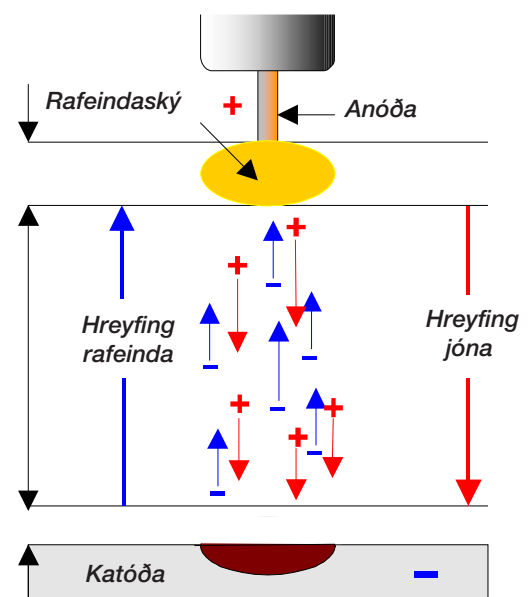 Rafeindaský
Anóða
Hreyfing
rafeinda
Hreyfing
jóna
Katóða